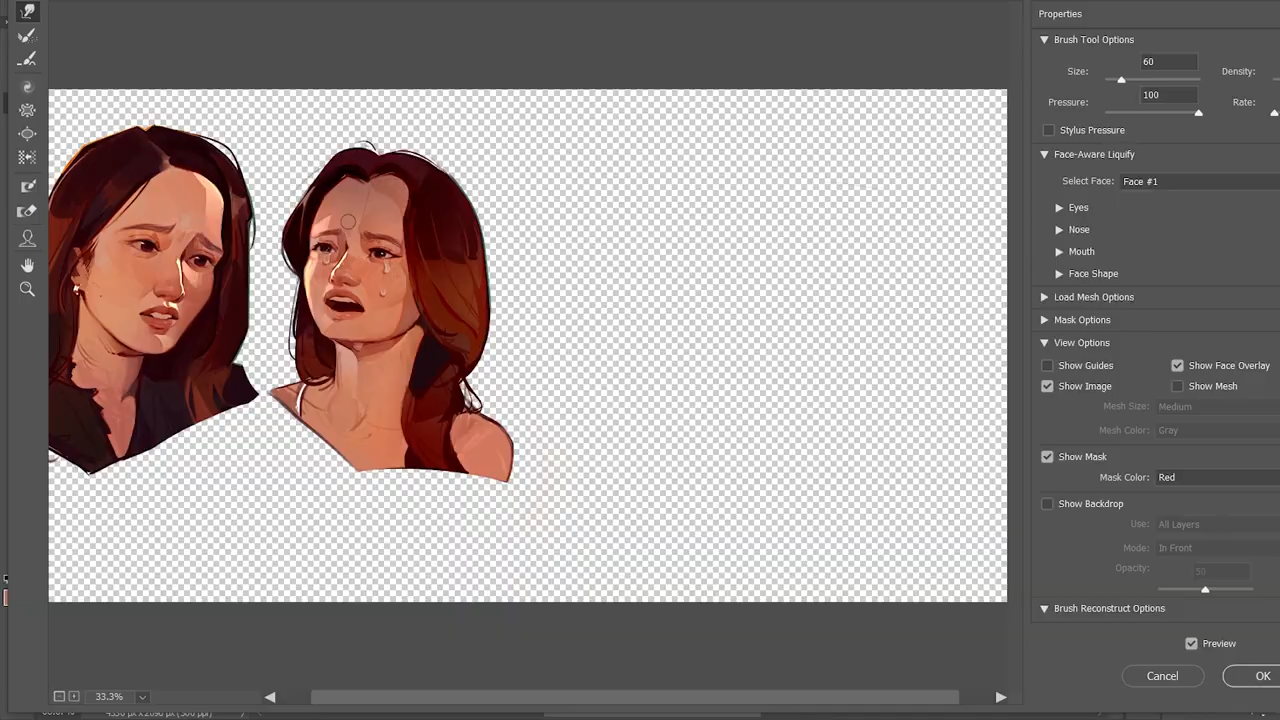 Properties
Brush Tool Options
Size:
60
Density:
Pressure:
100
Rate:
Stylus Pressure
Face-Aware Liquify
Select Face:
Face #1
Eyes
Nose
Mouth
Face Shape
Load Mesh Options
Mask Options
View Options
Show Guides
Show Face Overlay
Show Image
Show Mesh
Mesh Size:
Medium
Mesh Color:
Gray
Show Mask
Mask Color:
Red
Show Backdrop
Use:
All Layers
Mode:
In Front
Opacity:
50
Brush Reconstruct Options
Preview
33.3%
Cancel
OK